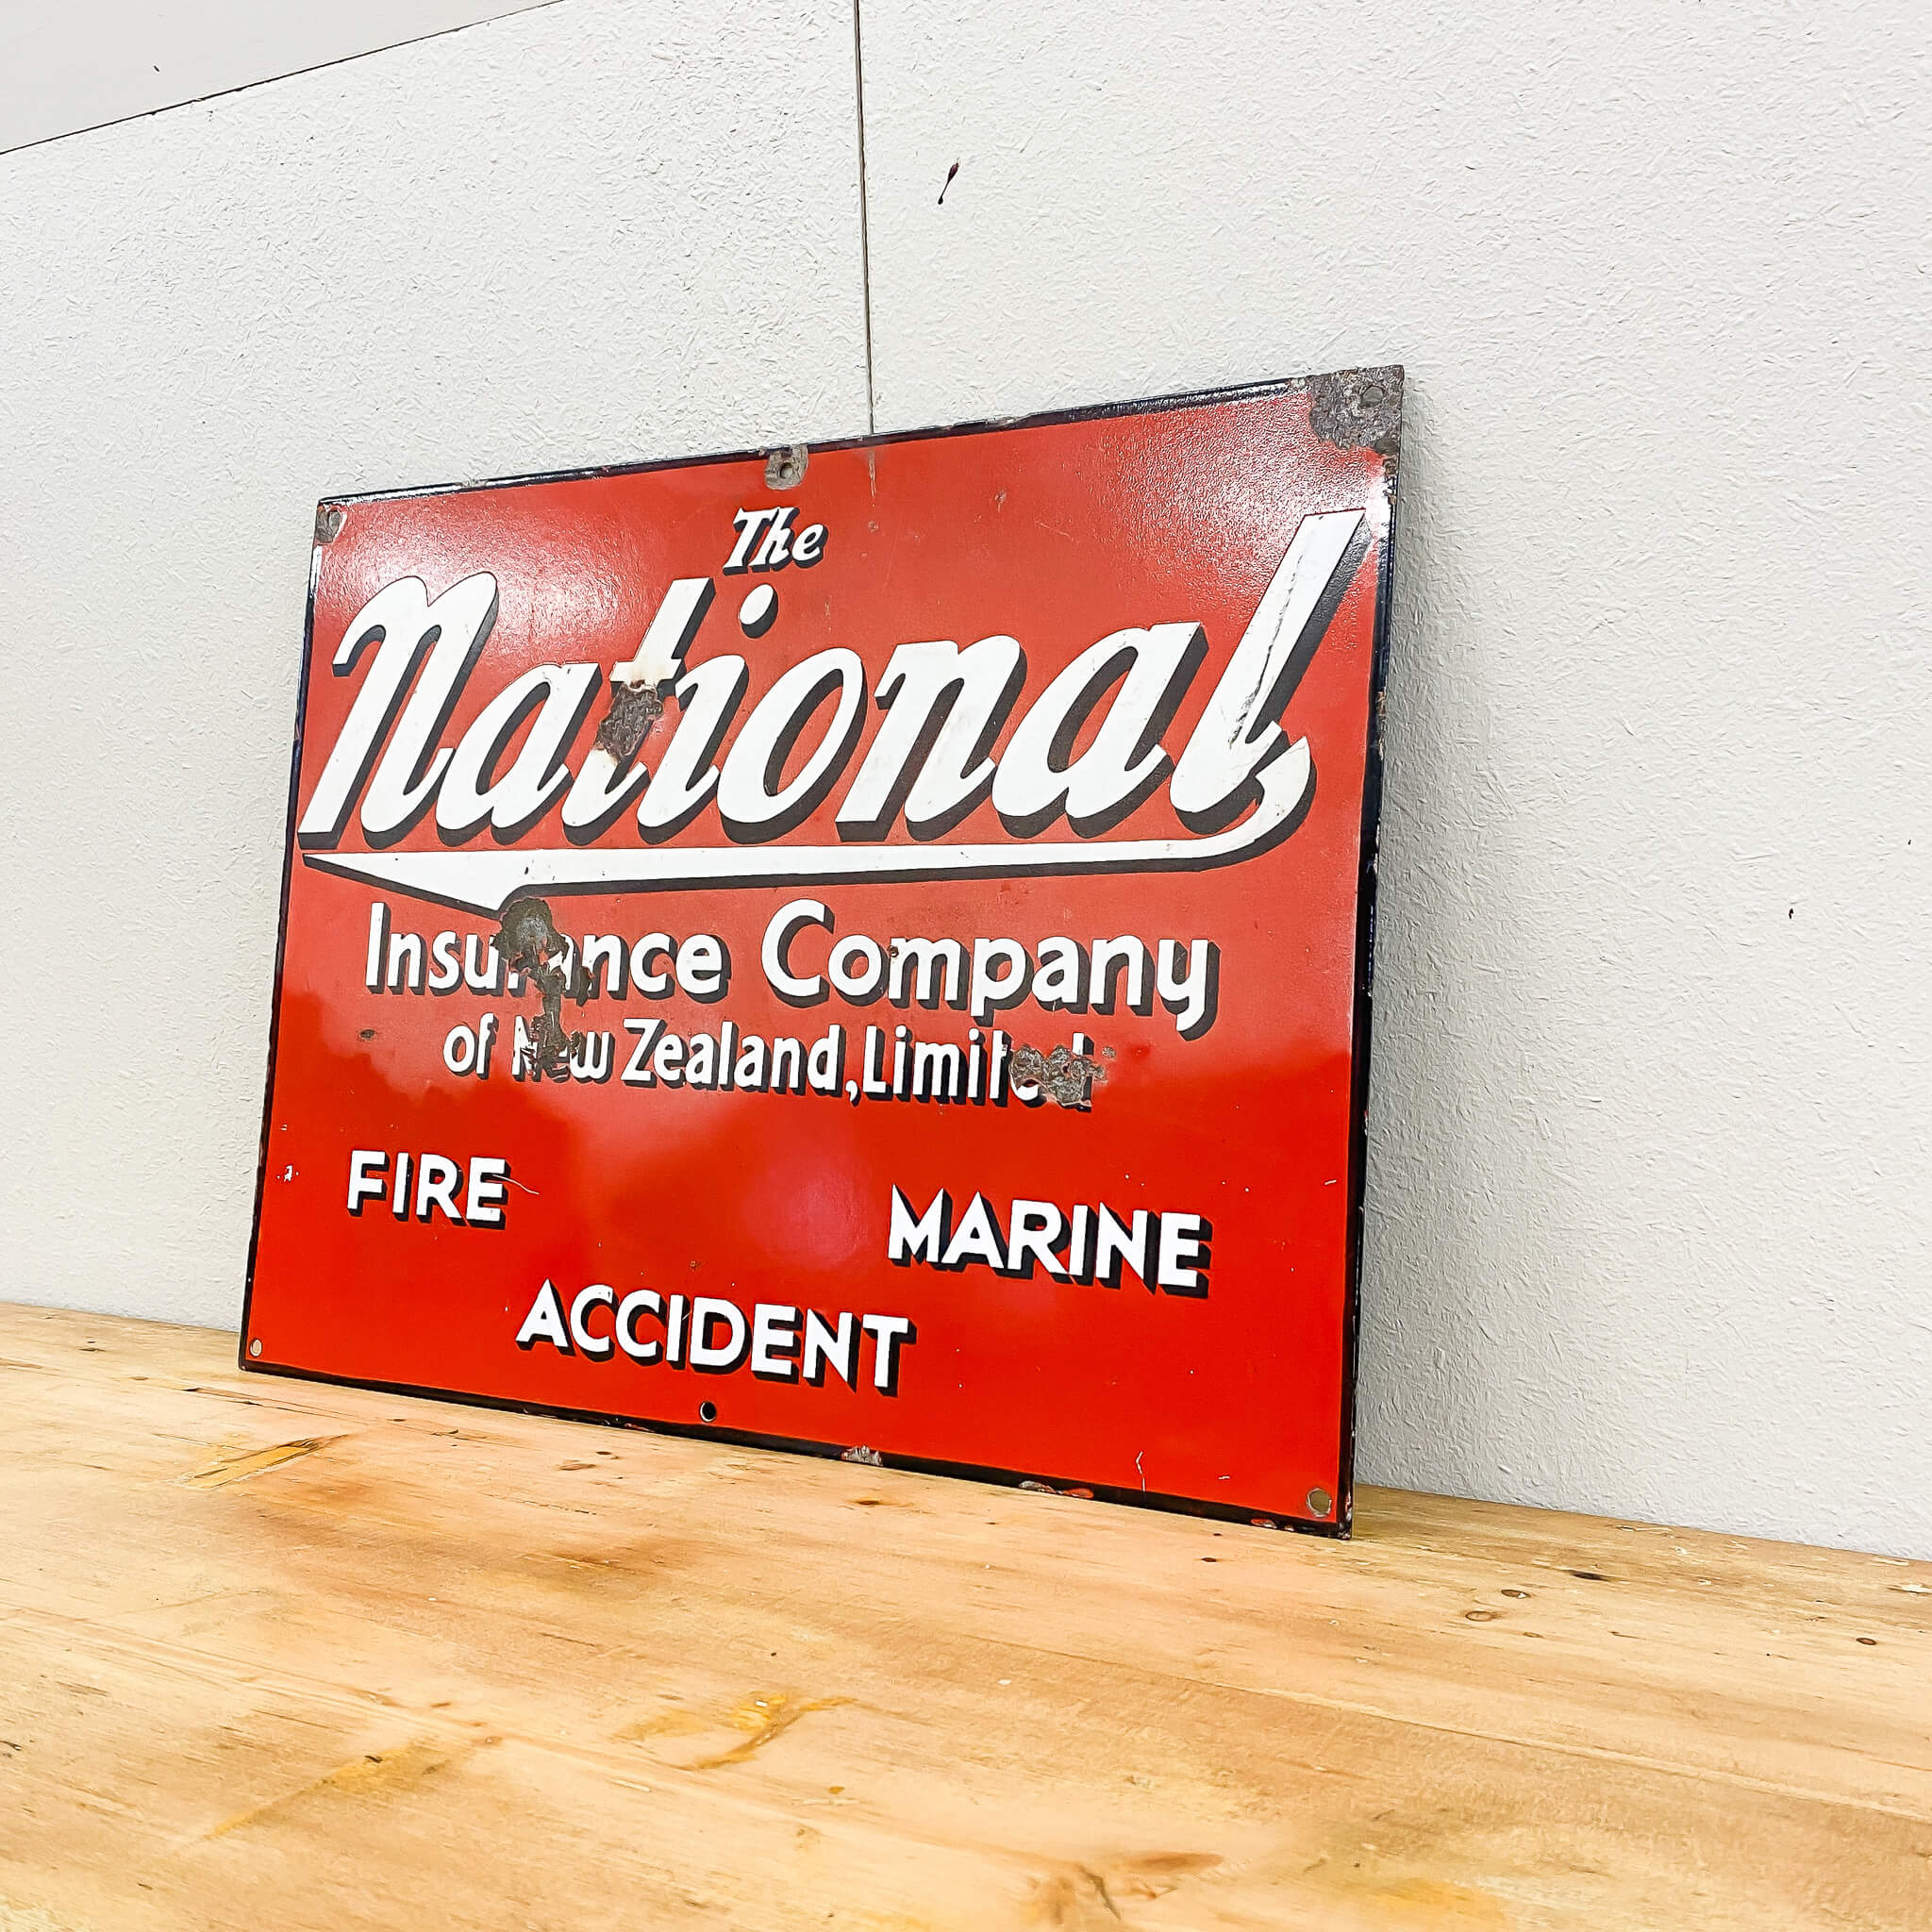 The
National
Insurance Company
of New Zealand, Limited
FIRE
MARINE
ACCIDENT